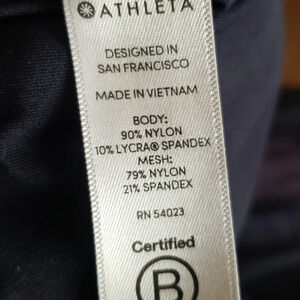 ATHLETA
DESIGNED IN
SAN FRANCISCO
MADE IN VIETNAM
BODY:
90% NYLON
10% LYCRA® SPANDEX
MESH:
79% NYLON
21% SPANDEX
RN 54023
Certified
B